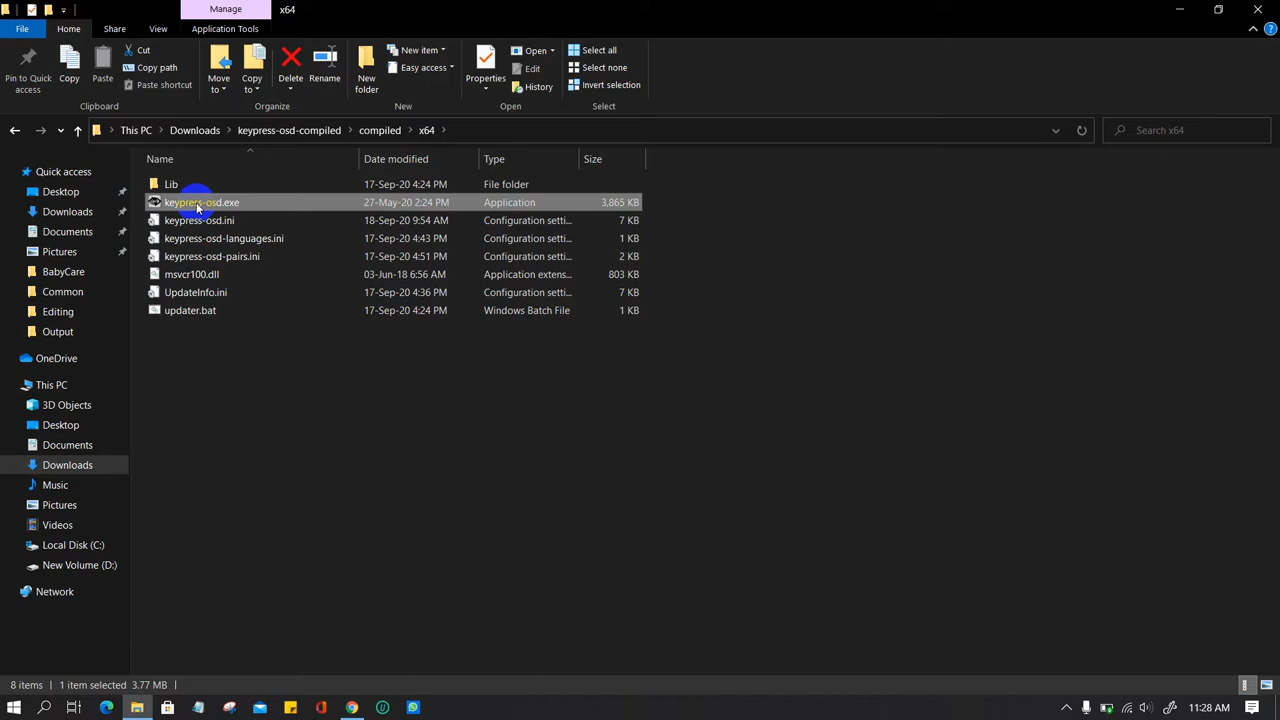 Manage x64
File Home Share View Application Tools
Pin to Quick access
Copy
Paste
Cut
Copy path
Paste shortcut
Clipboard
Move to
Copy to
Delete
Rename
Organize
New folder
New item
Easy access
New
Properties
Open
Edit
History
Open
Select all
Select none
Invert selection
Select
This PC Downloads keypress-osd-compiled compiled x64
Search x64
Name Date modified Type Size
Lib 17-Sep-20 4:24 PM File folder
keypress-osd.exe 27-May-20 2:24 PM Application 3,865 KB
keypress-osd.ini 18-Sep-20 9:54 AM Configuration setti... 7 KB
keypress-osd-languages.ini 17-Sep-20 4:43 PM Configuration setti... 1 KB
keypress-osd-pairs.ini 17-Sep-20 4:51 PM Configuration setti... 2 KB
msvcr100.dll 03-Jun-18 6:56 AM Application extens... 803 KB
UpdateInfo.ini 17-Sep-20 4:36 PM Configuration setti... 7 KB
updater.bat 17-Sep-20 4:24 PM Windows Batch File 1 KB
Quick access
Desktop
Downloads
Documents
Pictures
BabyCare
Common
Editing
Output
OneDrive
This PC
3D Objects
Desktop
Documents
Downloads
Music
Pictures
Videos
Local Disk (C:)
New Volume (D:)
Network
8 items 1 item selected 3.77 MB
11:28 AM